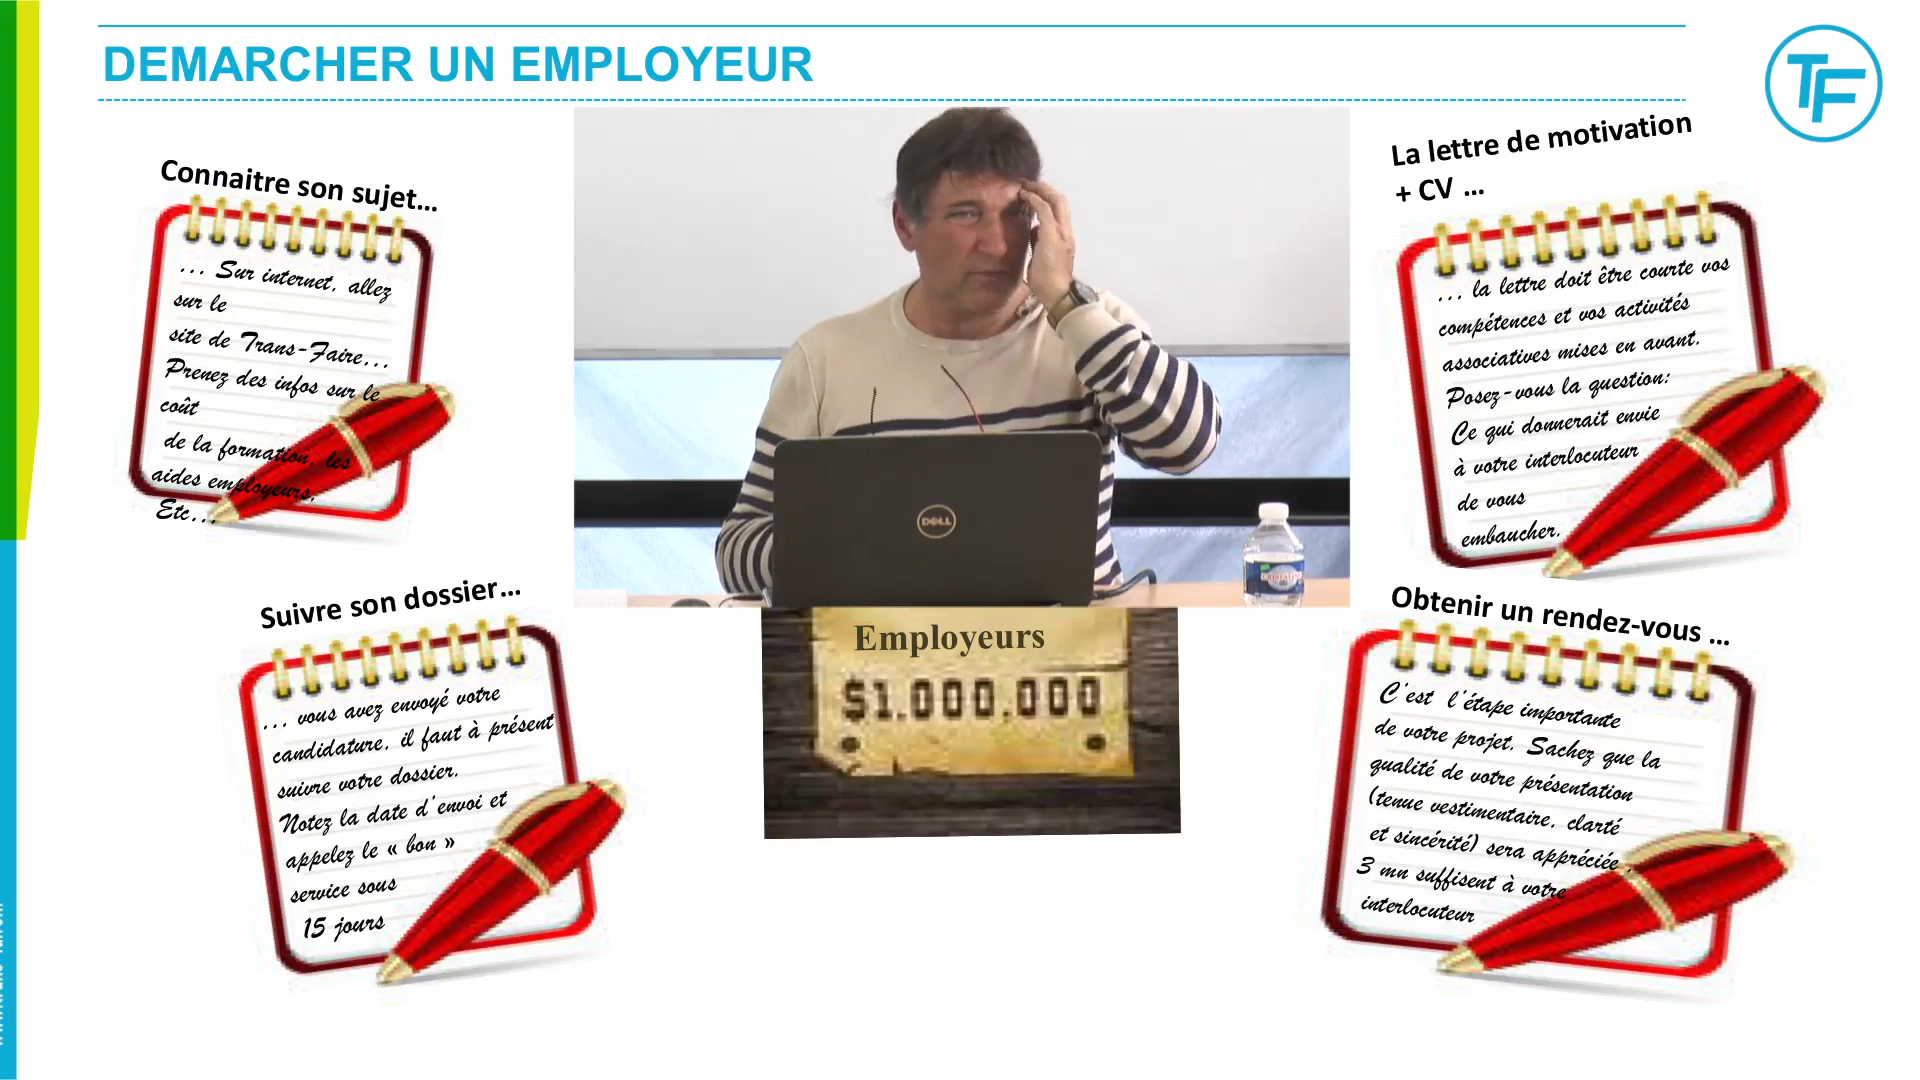 DEMARCHER UN EMPLOYEUR
TF
Connaitre son sujet...
... Sur internet, allez
sur le
site de Trans-Faire...
Prenez des infos sur le
coût
de la formation, les
aides employeurs.
Etc...
La lettre de motivation
+ CV ...
... la lettre doit être courte vos
compétences et vos activités
associatives mises en avant.
Posez-vous la question:
Ce qui donnerait envie
à votre interlocuteur
de vous
embaucher.
DELL
CRISTALINE
Employeurs
$1.000.000
Suivre son dossier...
... vous avez envoyé votre
candidature, il faut à présent
suivre votre dossier.
Notez la date d'envoi et
appelez le « bon »
service sous
15 jours
Obtenir un rendez-vous ...
C'est l'étape importante
de votre projet. Sachez que la
qualité de votre présentation
(tenue vestimentaire, clarté
et sincérité) sera appréciée .
3 mn suffisent à votre
interlocuteur